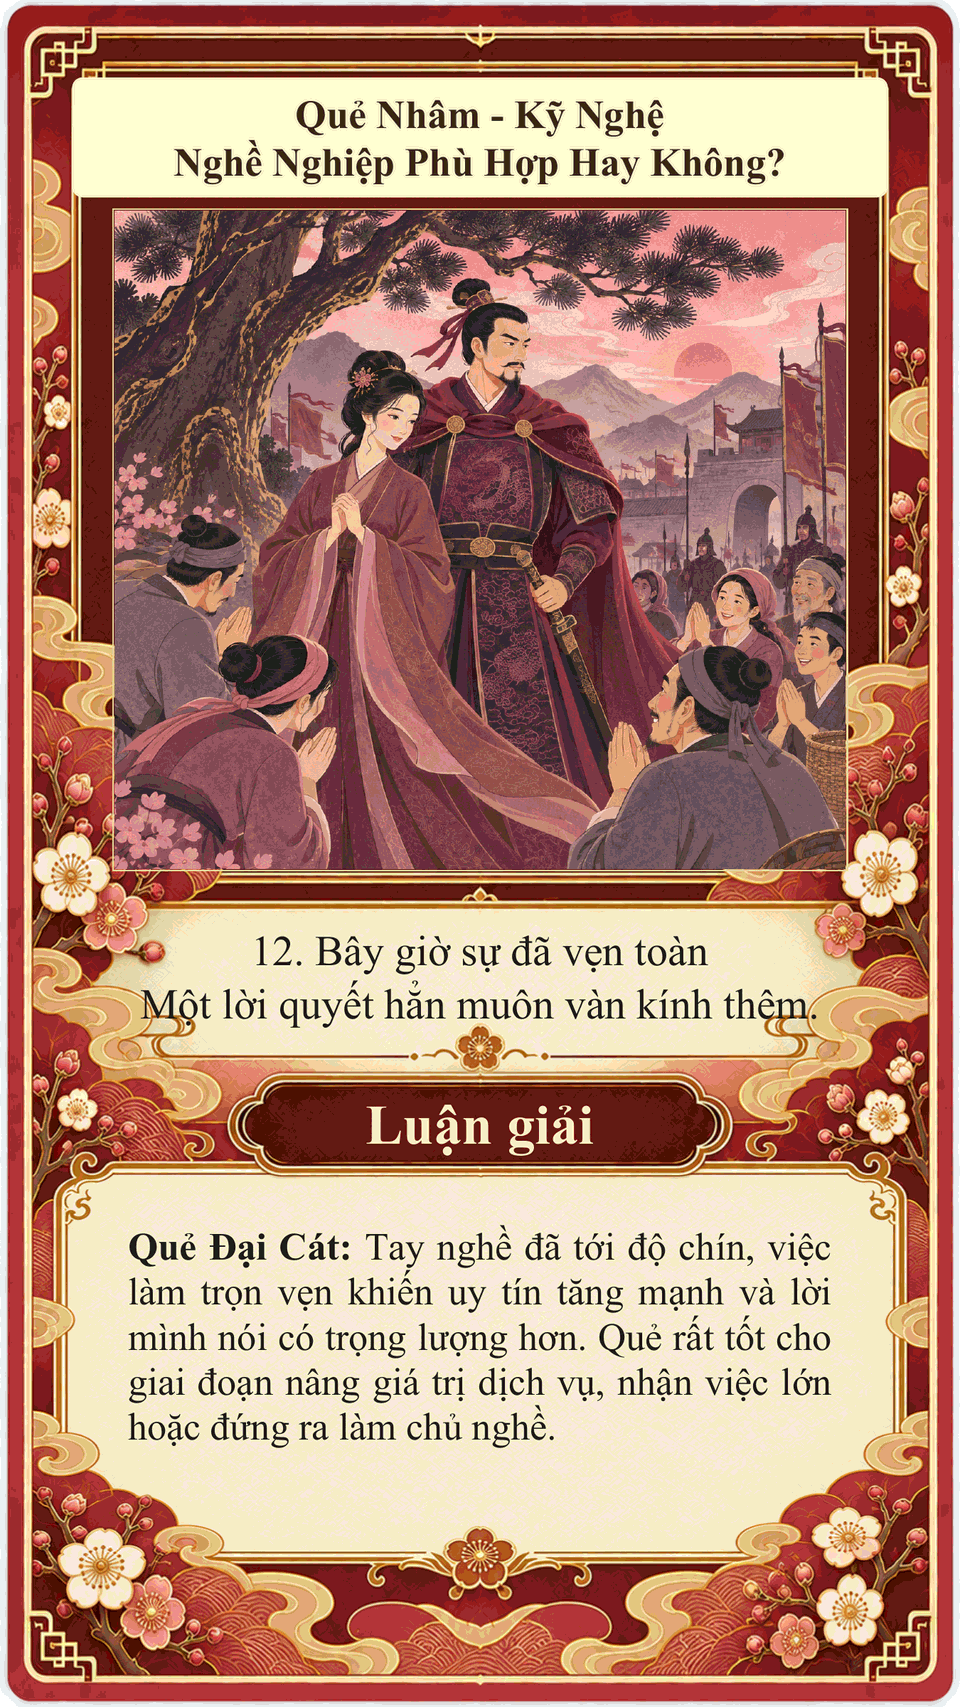 Quẻ Nhâm - Kỹ Nghệ
Nghề Nghiệp Phù Hợp Hay Không?
12. Bây giờ sự đã vẹn toàn
Một lời quyết hẳn muôn vàn kính thêm.
Luận giải
Quẻ Đại Cát: Tay nghề đã tới độ chín, việc
làm trọn vẹn khiến uy tín tăng mạnh và lời
mình nói có trọng lượng hơn. Quẻ rất tốt cho
giai đoạn nâng giá trị dịch vụ, nhận việc lớn
hoặc đứng ra làm chủ nghề.